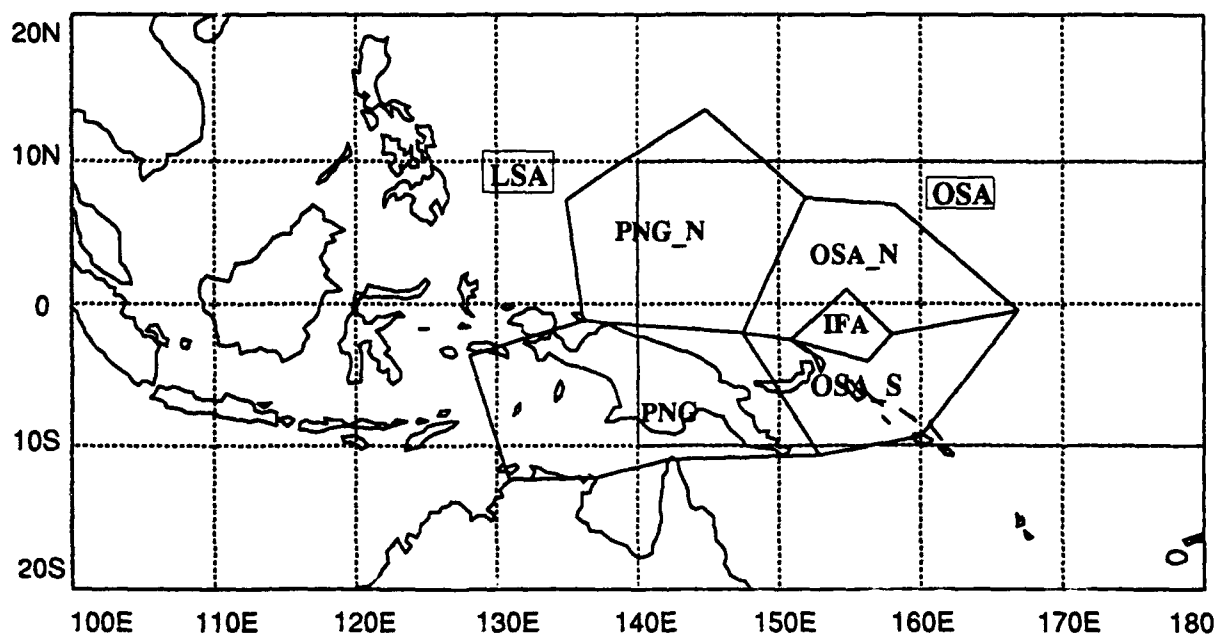 20N
10N
LSA
OSA
PNG_N
OSA_N
0
IFA
OSA_S
PNG
10S
20S
100E 110E 120E 130E 140E 150E 160E 170E 180